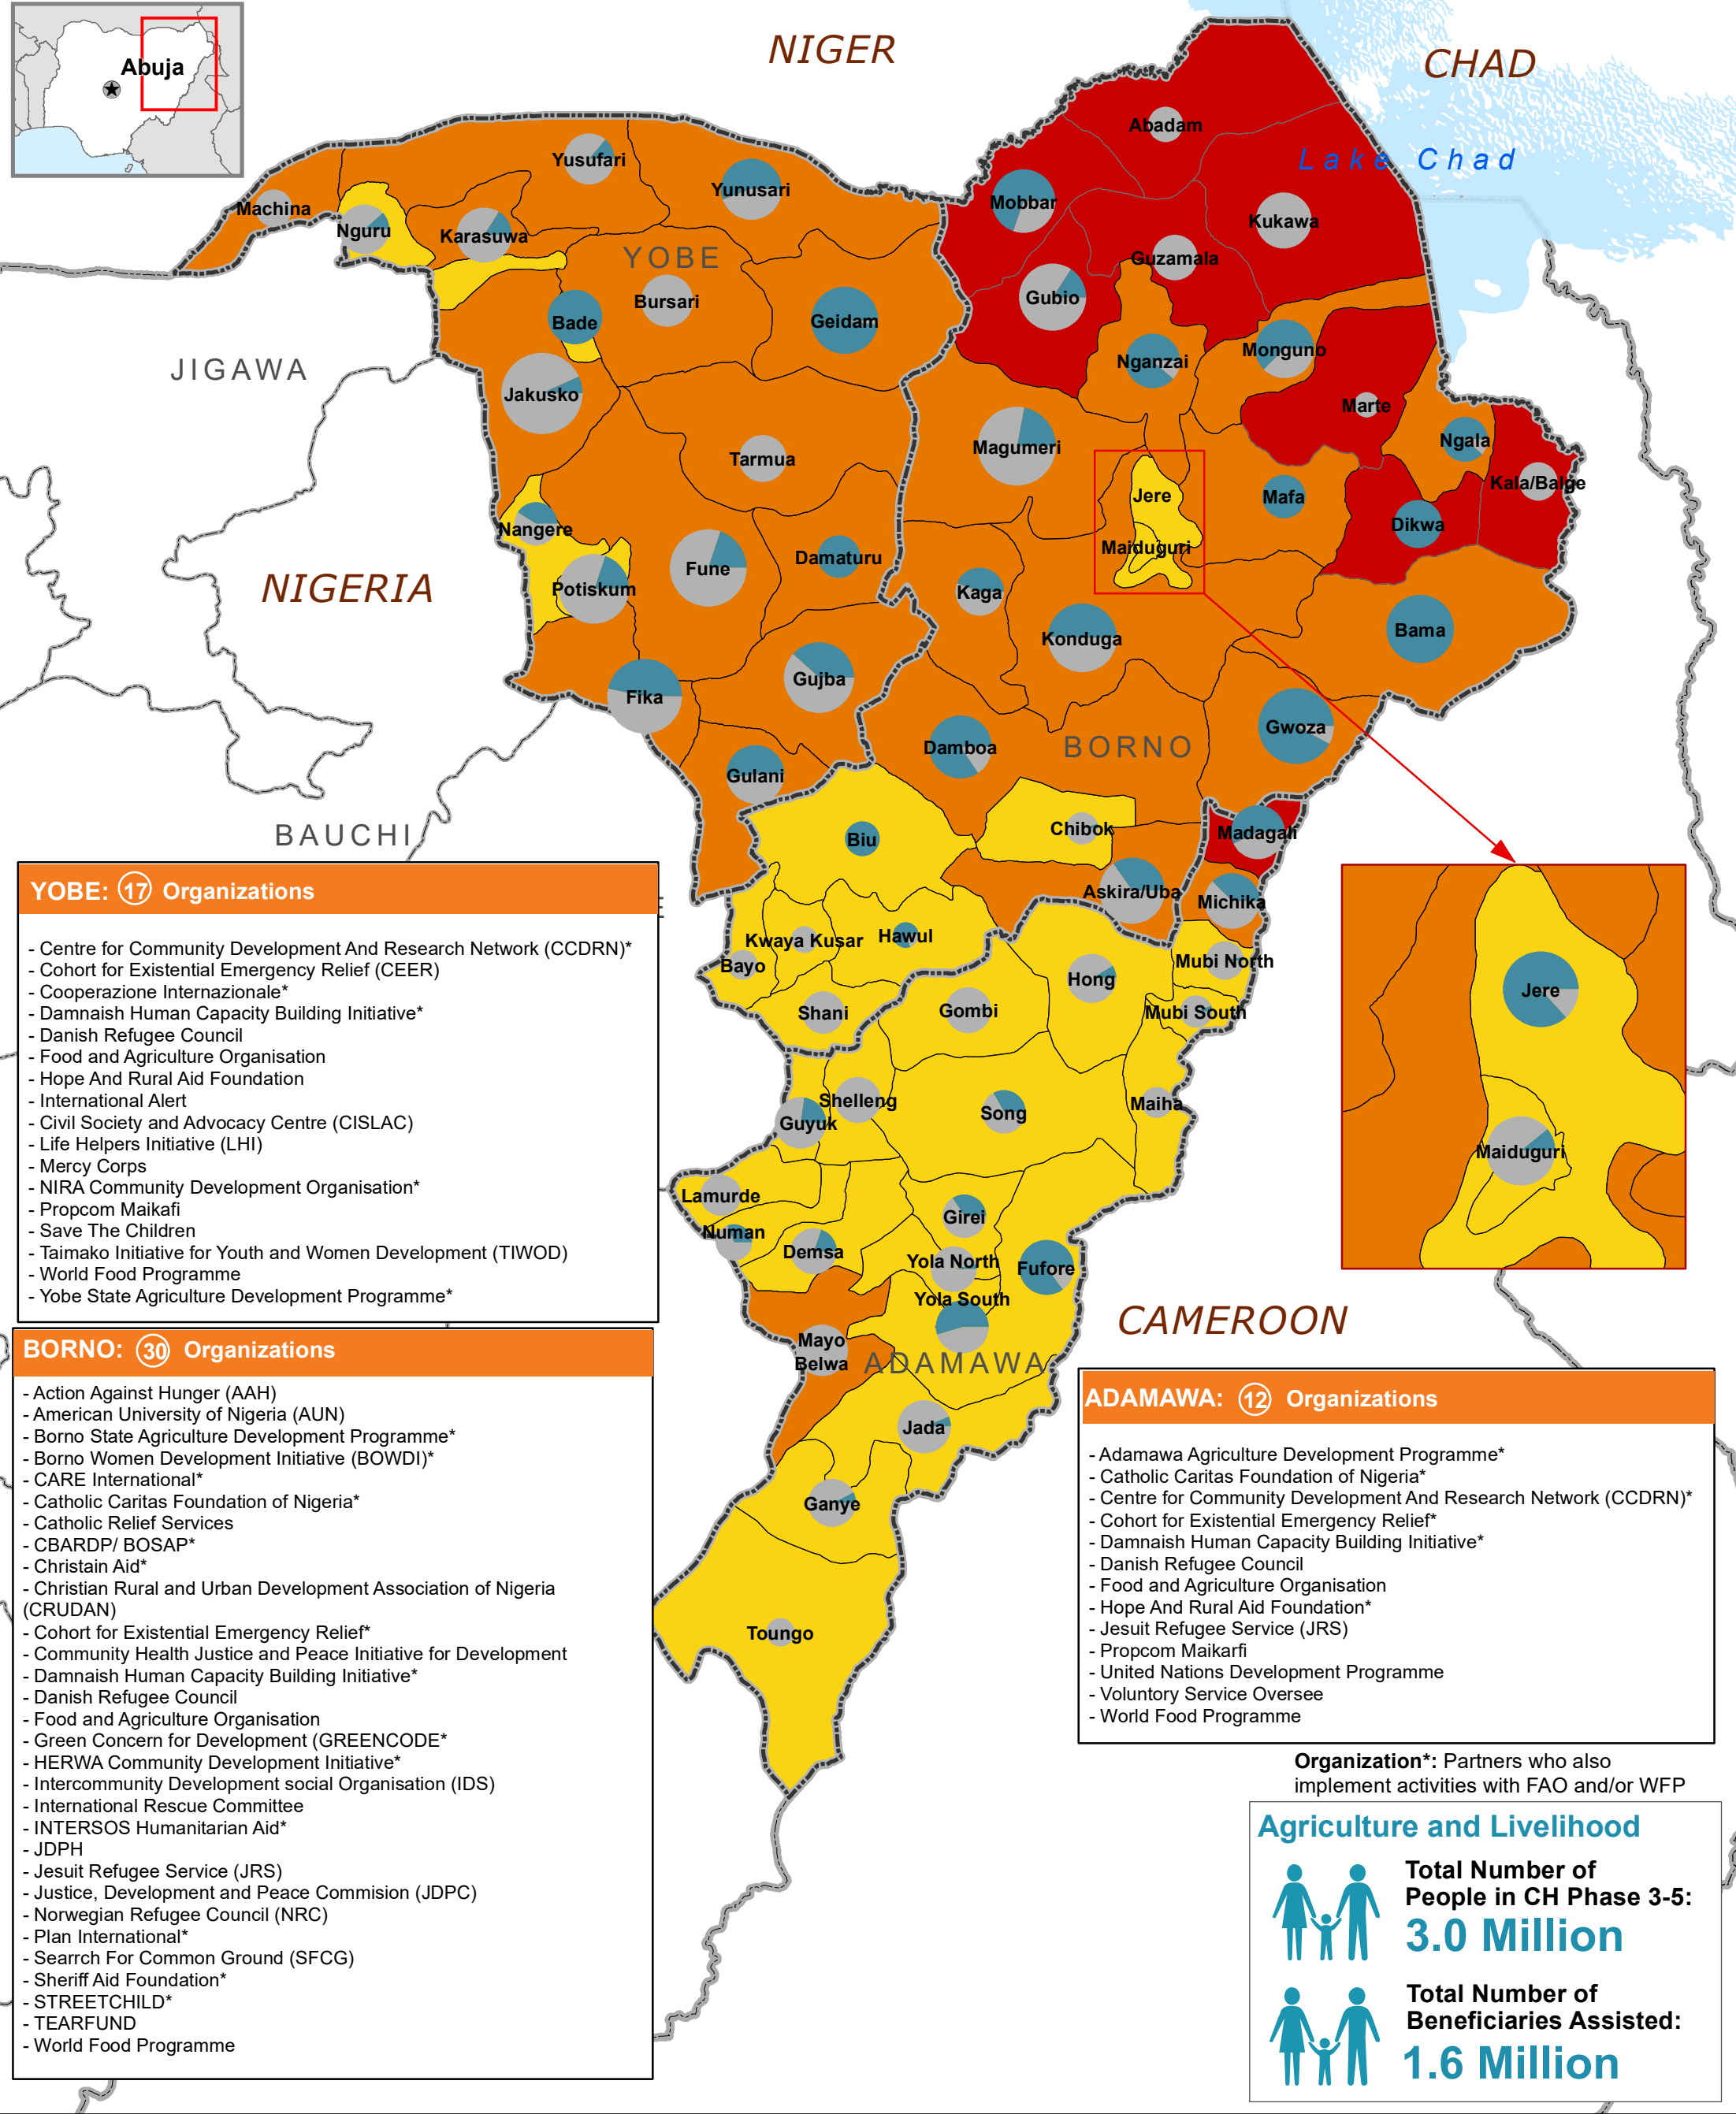 Abuja
NIGER
CHAD
Lake Chad
Abadam
Yusufari
Yunusari
Mobbar
Machina
Nguru
Karasuwa
Kukawa
YOBE
Guzamala
Bursari
Gubio
Bade
Geidam
Monguno
Nganzai
JIGAWA
Jakusko
Marte
Magumeri
Ngala
Tarmua
Kala/Balge
Jere
Mafa
Nangere
Dikwa
Maiduguri
Damaturu
Fune
NIGERIA
Potiskum
Kaga
Bama
Konduga
Gujba
Fika
Gwoza
Damboa
BORNO
Gulani
BAUCHI
Chibok
Madagali
Biu
Askira/Uba
Michika
E
Kwaya Kusar
Hawul
Bayo
Mubi North
Hong
Shani
Gombi
Mubi South
Jere
Shelleng
Song
Maiha
Guyuk
Maiduguri
Lamurde
Girei
Numan
Demsa
Yola North
Fufore
Yola South
CAMEROON
Mayo
Belwa
ADAMAWA
Jada
Ganye
Toungo
YOBE: 17 Organizations
- Centre for Community Development And Research Network (CCDRN)*
- Cohort for Existential Emergency Relief (CEER)
- Cooperazione Internazionale*
- Damnaish Human Capacity Building Initiative*
- Danish Refugee Council
- Food and Agriculture Organisation
- Hope And Rural Aid Foundation
- International Alert
- Civil Society and Advocacy Centre (CISLAC)
- Life Helpers Initiative (LHI)
- Mercy Corps
- NIRA Community Development Organisation*
- Propcom Maikafi
- Save The Children
- Taimako Initiative for Youth and Women Development (TIWOD)
- World Food Programme
- Yobe State Agriculture Development Programme*
BORNO: 30 Organizations
- Action Against Hunger (AAH)
- American University of Nigeria (AUN)
- Borno State Agriculture Development Programme*
- Borno Women Development Initiative (BOWDI)*
- CARE International*
- Catholic Caritas Foundation of Nigeria*
- Catholic Relief Services
- CBARDP/ BOSAP*
- Christain Aid*
- Christian Rural and Urban Development Association of Nigeria
(CRUDAN)
- Cohort for Existential Emergency Relief*
- Community Health Justice and Peace Initiative for Development
- Damnaish Human Capacity Building Initiative*
- Danish Refugee Council
- Food and Agriculture Organisation
- Green Concern for Development (GREENCODE*
- HERWA Community Development Initiative*
- Intercommunity Development social Organisation (IDS)
- International Rescue Committee
- INTERSOS Humanitarian Aid*
- JDPH
- Jesuit Refugee Service (JRS)
- Justice, Development and Peace Commision (JDPC)
- Norwegian Refugee Council (NRC)
- Plan International*
- Searrch For Common Ground (SFCG)
- Sheriff Aid Foundation*
- STREETCHILD*
- TEARFUND
- World Food Programme
ADAMAWA: 12 Organizations
- Adamawa Agriculture Development Programme*
- Catholic Caritas Foundation of Nigeria*
- Centre for Community Development And Research Network (CCDRN)*
- Cohort for Existential Emergency Relief*
- Damnaish Human Capacity Building Initiative*
- Danish Refugee Council
- Food and Agriculture Organisation
- Hope And Rural Aid Foundation*
- Jesuit Refugee Service (JRS)
- Propcom Maikarfi
- United Nations Development Programme
- Voluntory Service Oversee
- World Food Programme
Organization*: Partners who also
implement activities with FAO and/or WFP
Agriculture and Livelihood
Total Number of
People in CH Phase 3-5:
3.0 Million
Total Number of
Beneficiaries Assisted:
1.6 Million